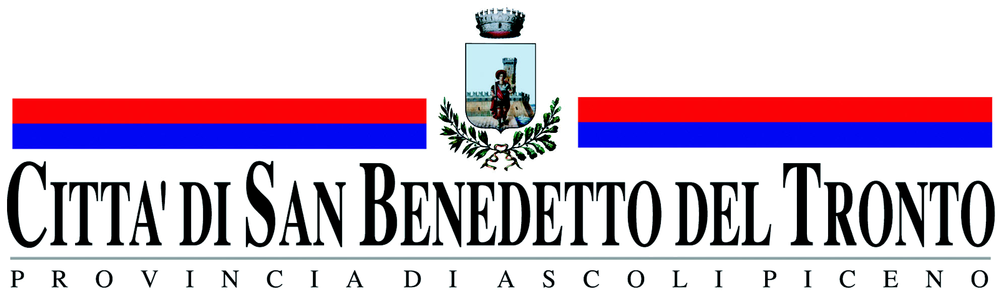 CITTA' DI SAN BENEDETTO DEL TRONTO
PROVINCIA DI ASCOLI PICENO